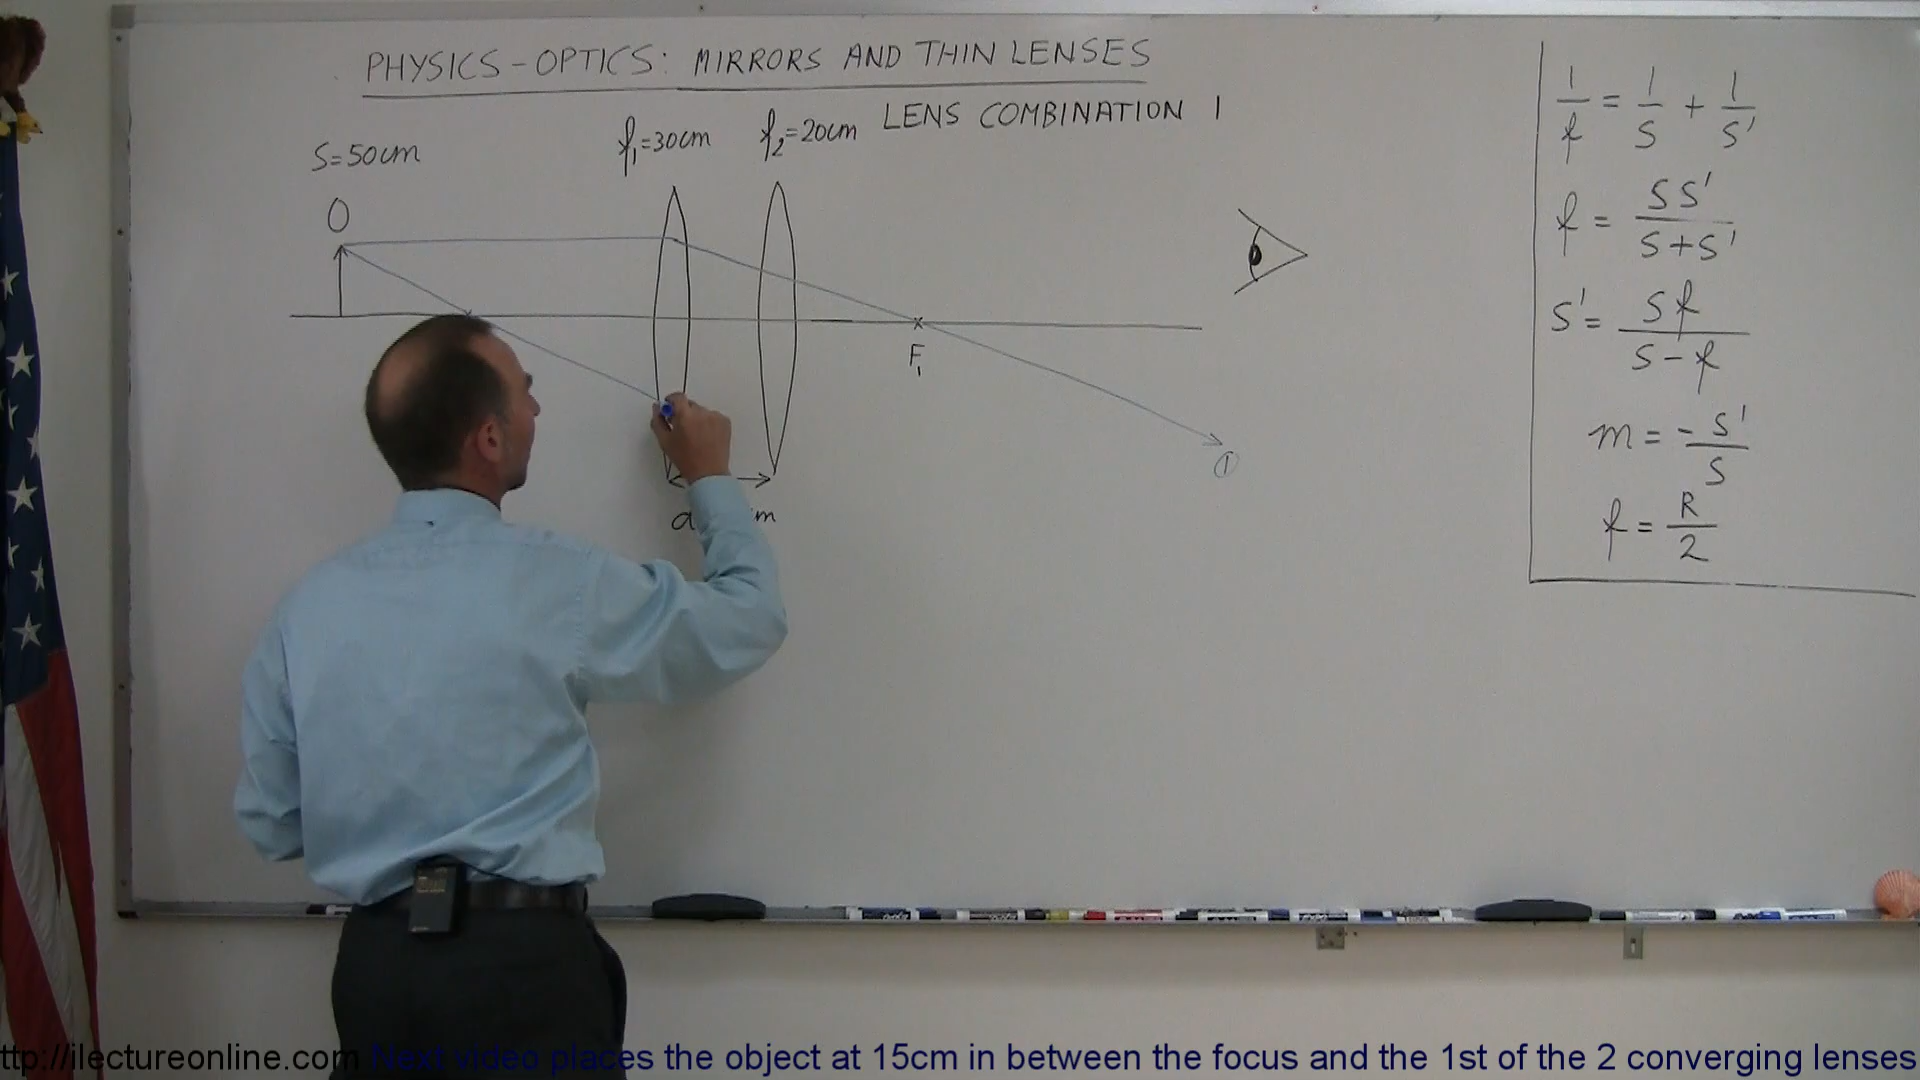 PHYSICS-OPTICS: MIRRORS AND THIN LENSES
LENS COMBINATION 1
S=50cm
f₁=30cm
f₂=20cm
O
F₁
①
d
m
1/f = 1/S + 1/S'
f = SS'/S+S'
S' = Sf/S-f
m = -S'/S
f = R/2
ttp://ilectureonline.com Next video places the object at 15cm in between the focus and the 1st of the 2 converging lenses